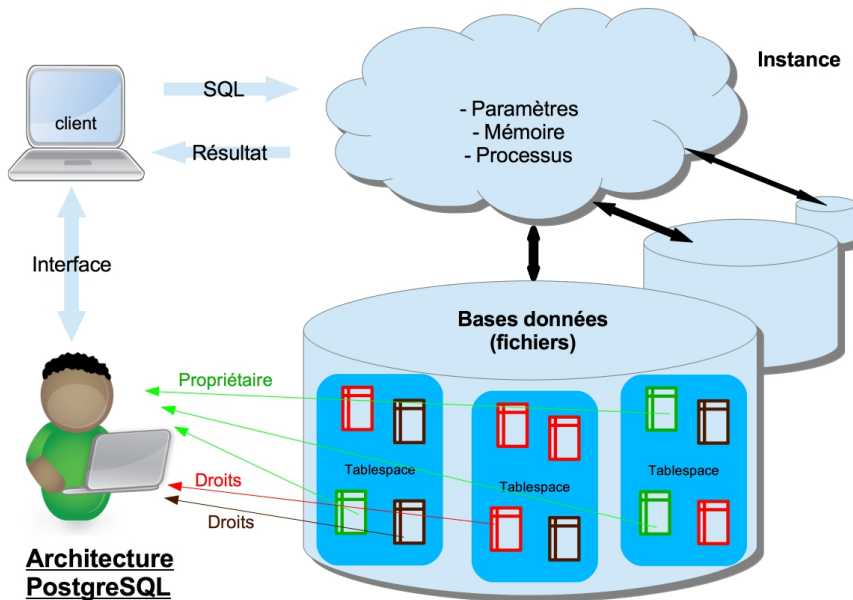 Instance
SQL
client
- Paramètres
- Mémoire
- Processus
Résultat
Interface
Bases données
(fichiers)
Propriétaire
Tablespace
Tablespace
Tablespace
Droits
Droits
Architecture
PostgreSQL